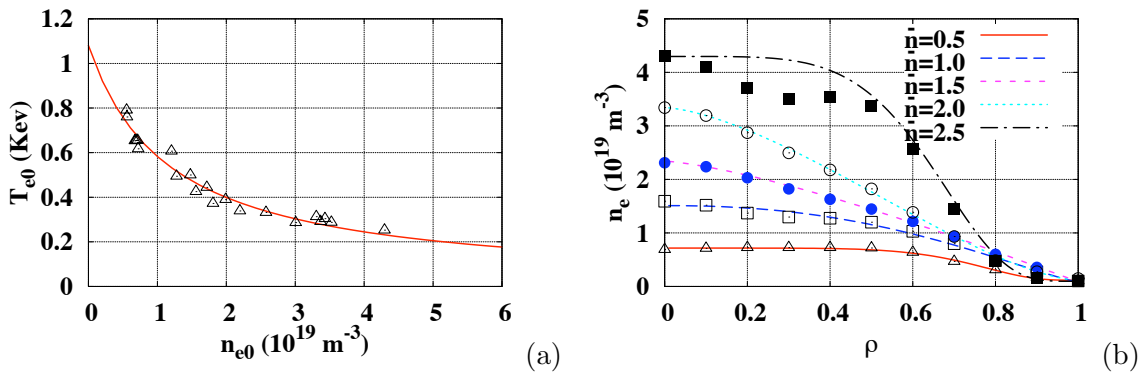 T_e0 (Kev)
1.2
1
0.8
0.6
0.4
0.2
0
0 1 2 3 4 5 6
n_e0 (10^19 m^-3)
(a)
n_e (10^19 m^-3)
5
4
3
2
1
0
0 0.2 0.4 0.6 0.8 1
ρ
n̄=0.5
n̄=1.0
n̄=1.5
n̄=2.0
n̄=2.5
(b)